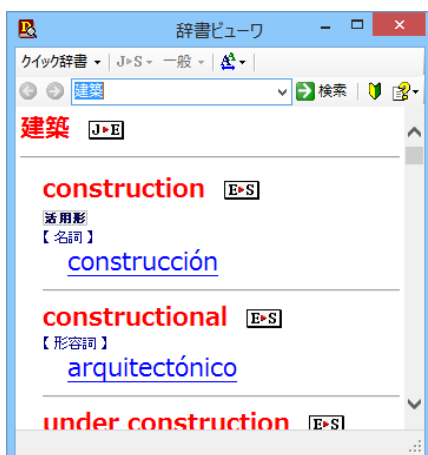 辞書ビューワ
クイック辞書 J▸S 一般 A
建築 検索
建築 J▸E
construction E▸S
活用形
【名詞】
construcción
constructional E▸S
【形容詞】
arquitectónico
under construction E▸S